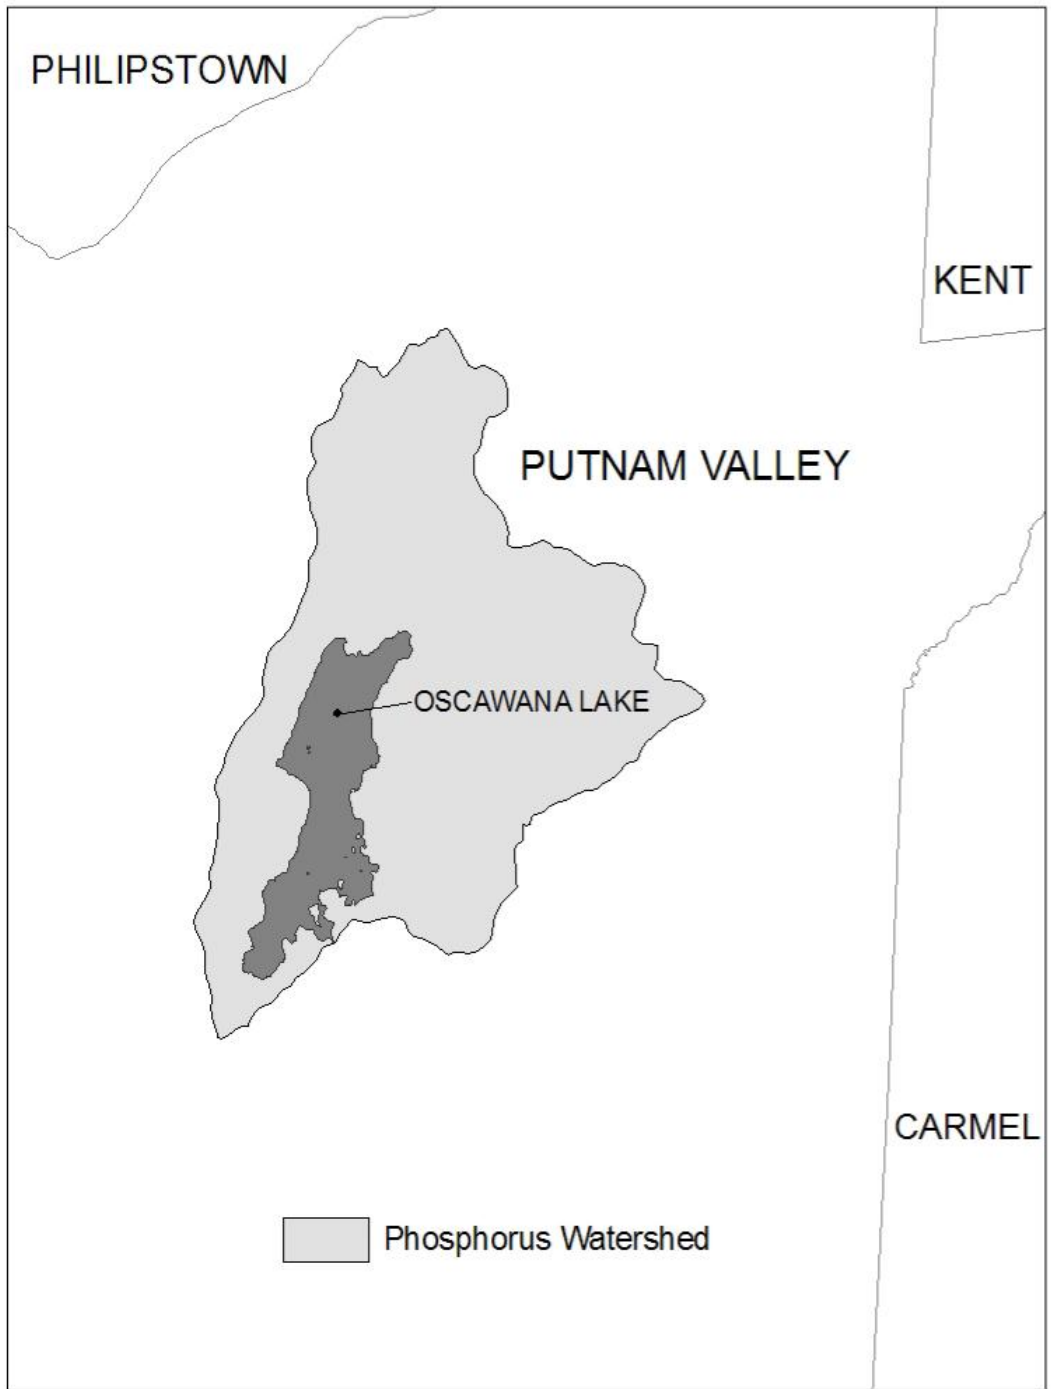 PHILIPSTOWN
KENT
PUTNAM VALLEY
OSCAWANA LAKE
CARMEL
Phosphorus Watershed